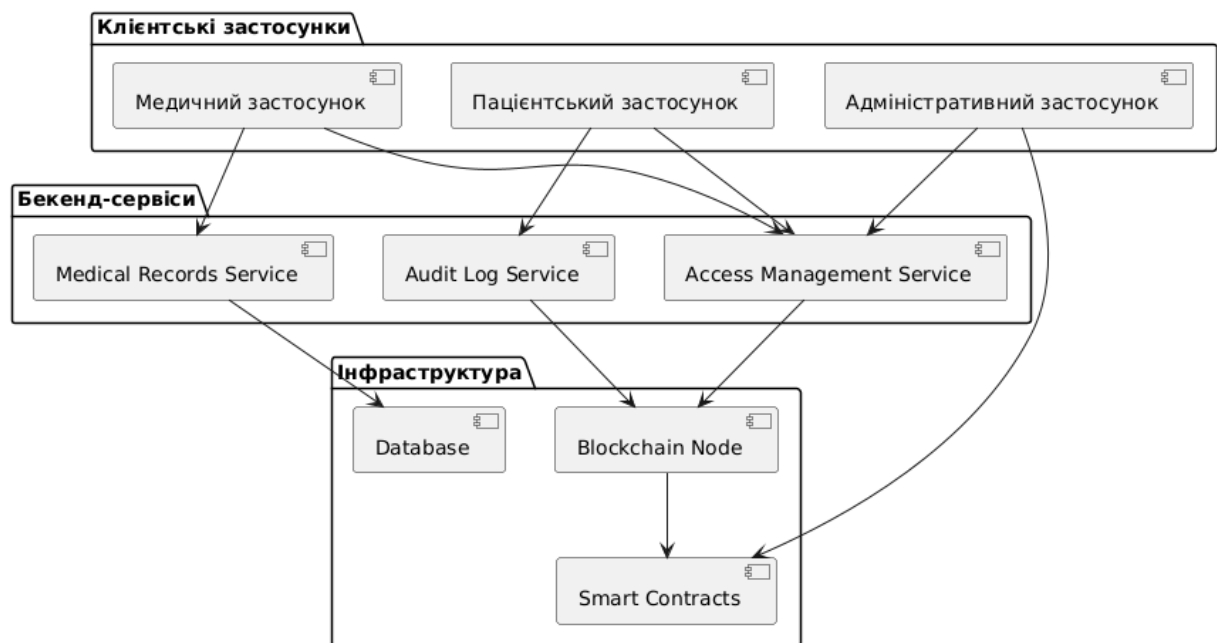 Клієнтські застосунки
Медичний застосунок
Пацієнтський застосунок
Адміністративний застосунок
Бекенд-сервіси
Medical Records Service
Audit Log Service
Access Management Service
Інфраструктура
Database
Blockchain Node
Smart Contracts